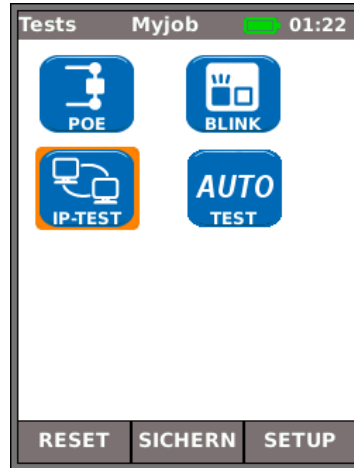 Tests Myjob 01:22
POE BLINK
IP-TEST AUTO TEST
RESET SICHERN SETUP